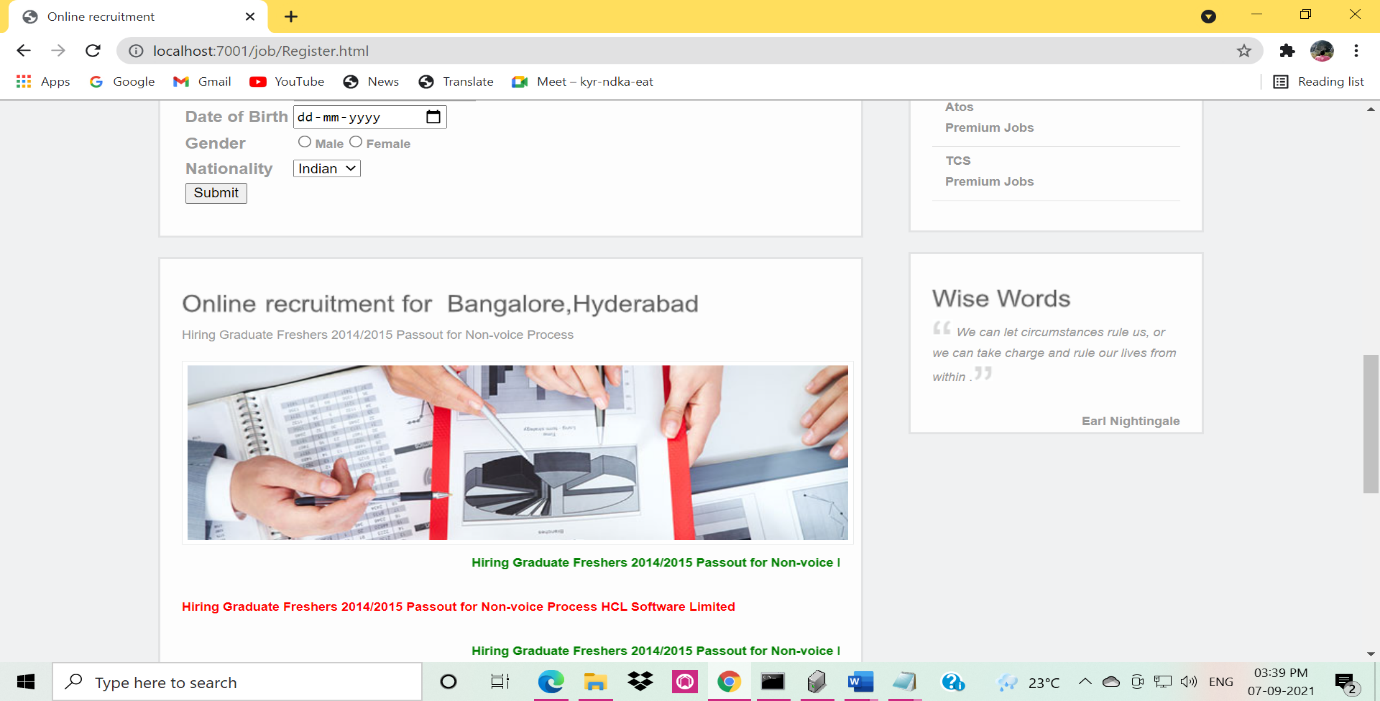 Online recruitment
localhost:7001/job/Register.html
Apps Google Gmail YouTube News Translate Meet – kyr-ndka-eat Reading list
Date of Birth dd-mm-yyyy
Gender Male Female
Nationality Indian
Submit
Atos
Premium Jobs
TCS
Premium Jobs
Online recruitment for Bangalore,Hyderabad
Hiring Graduate Freshers 2014/2015 Passout for Non-voice Process
Hiring Graduate Freshers 2014/2015 Passout for Non-voice
Hiring Graduate Freshers 2014/2015 Passout for Non-voice Process HCL Software Limited
Hiring Graduate Freshers 2014/2015 Passout for Non-voice
Wise Words
“ We can let circumstances rule us, or
we can take charge and rule our lives from
within .”
Earl Nightingale
Type here to search
23°C ENG
03:39 PM
07-09-2021
2